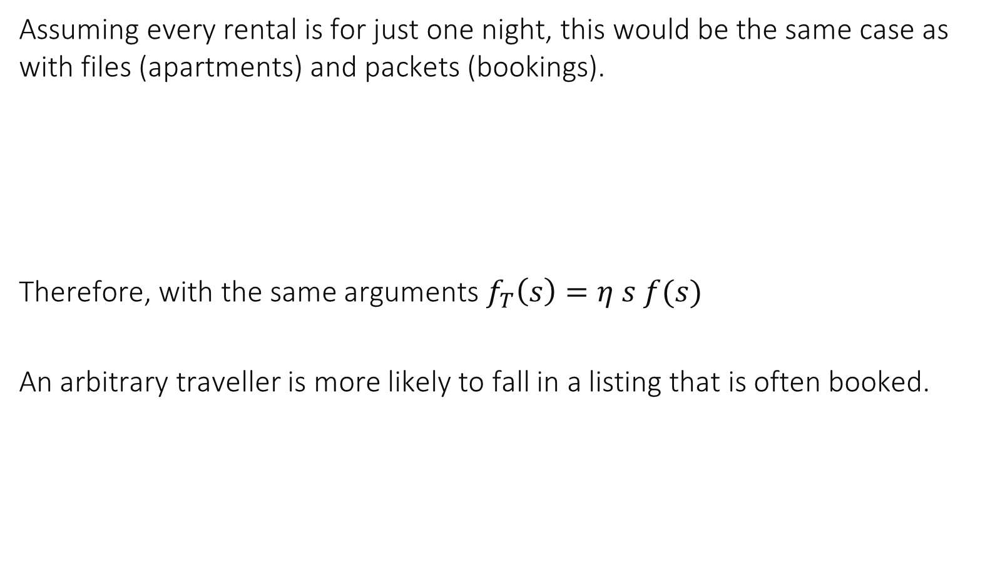 Assuming every rental is for just one night, this would be the same case as
with files (apartments) and packets (bookings).
Therefore, with the same arguments f_T(s) = η s f(s)
An arbitrary traveller is more likely to fall in a listing that is often booked.